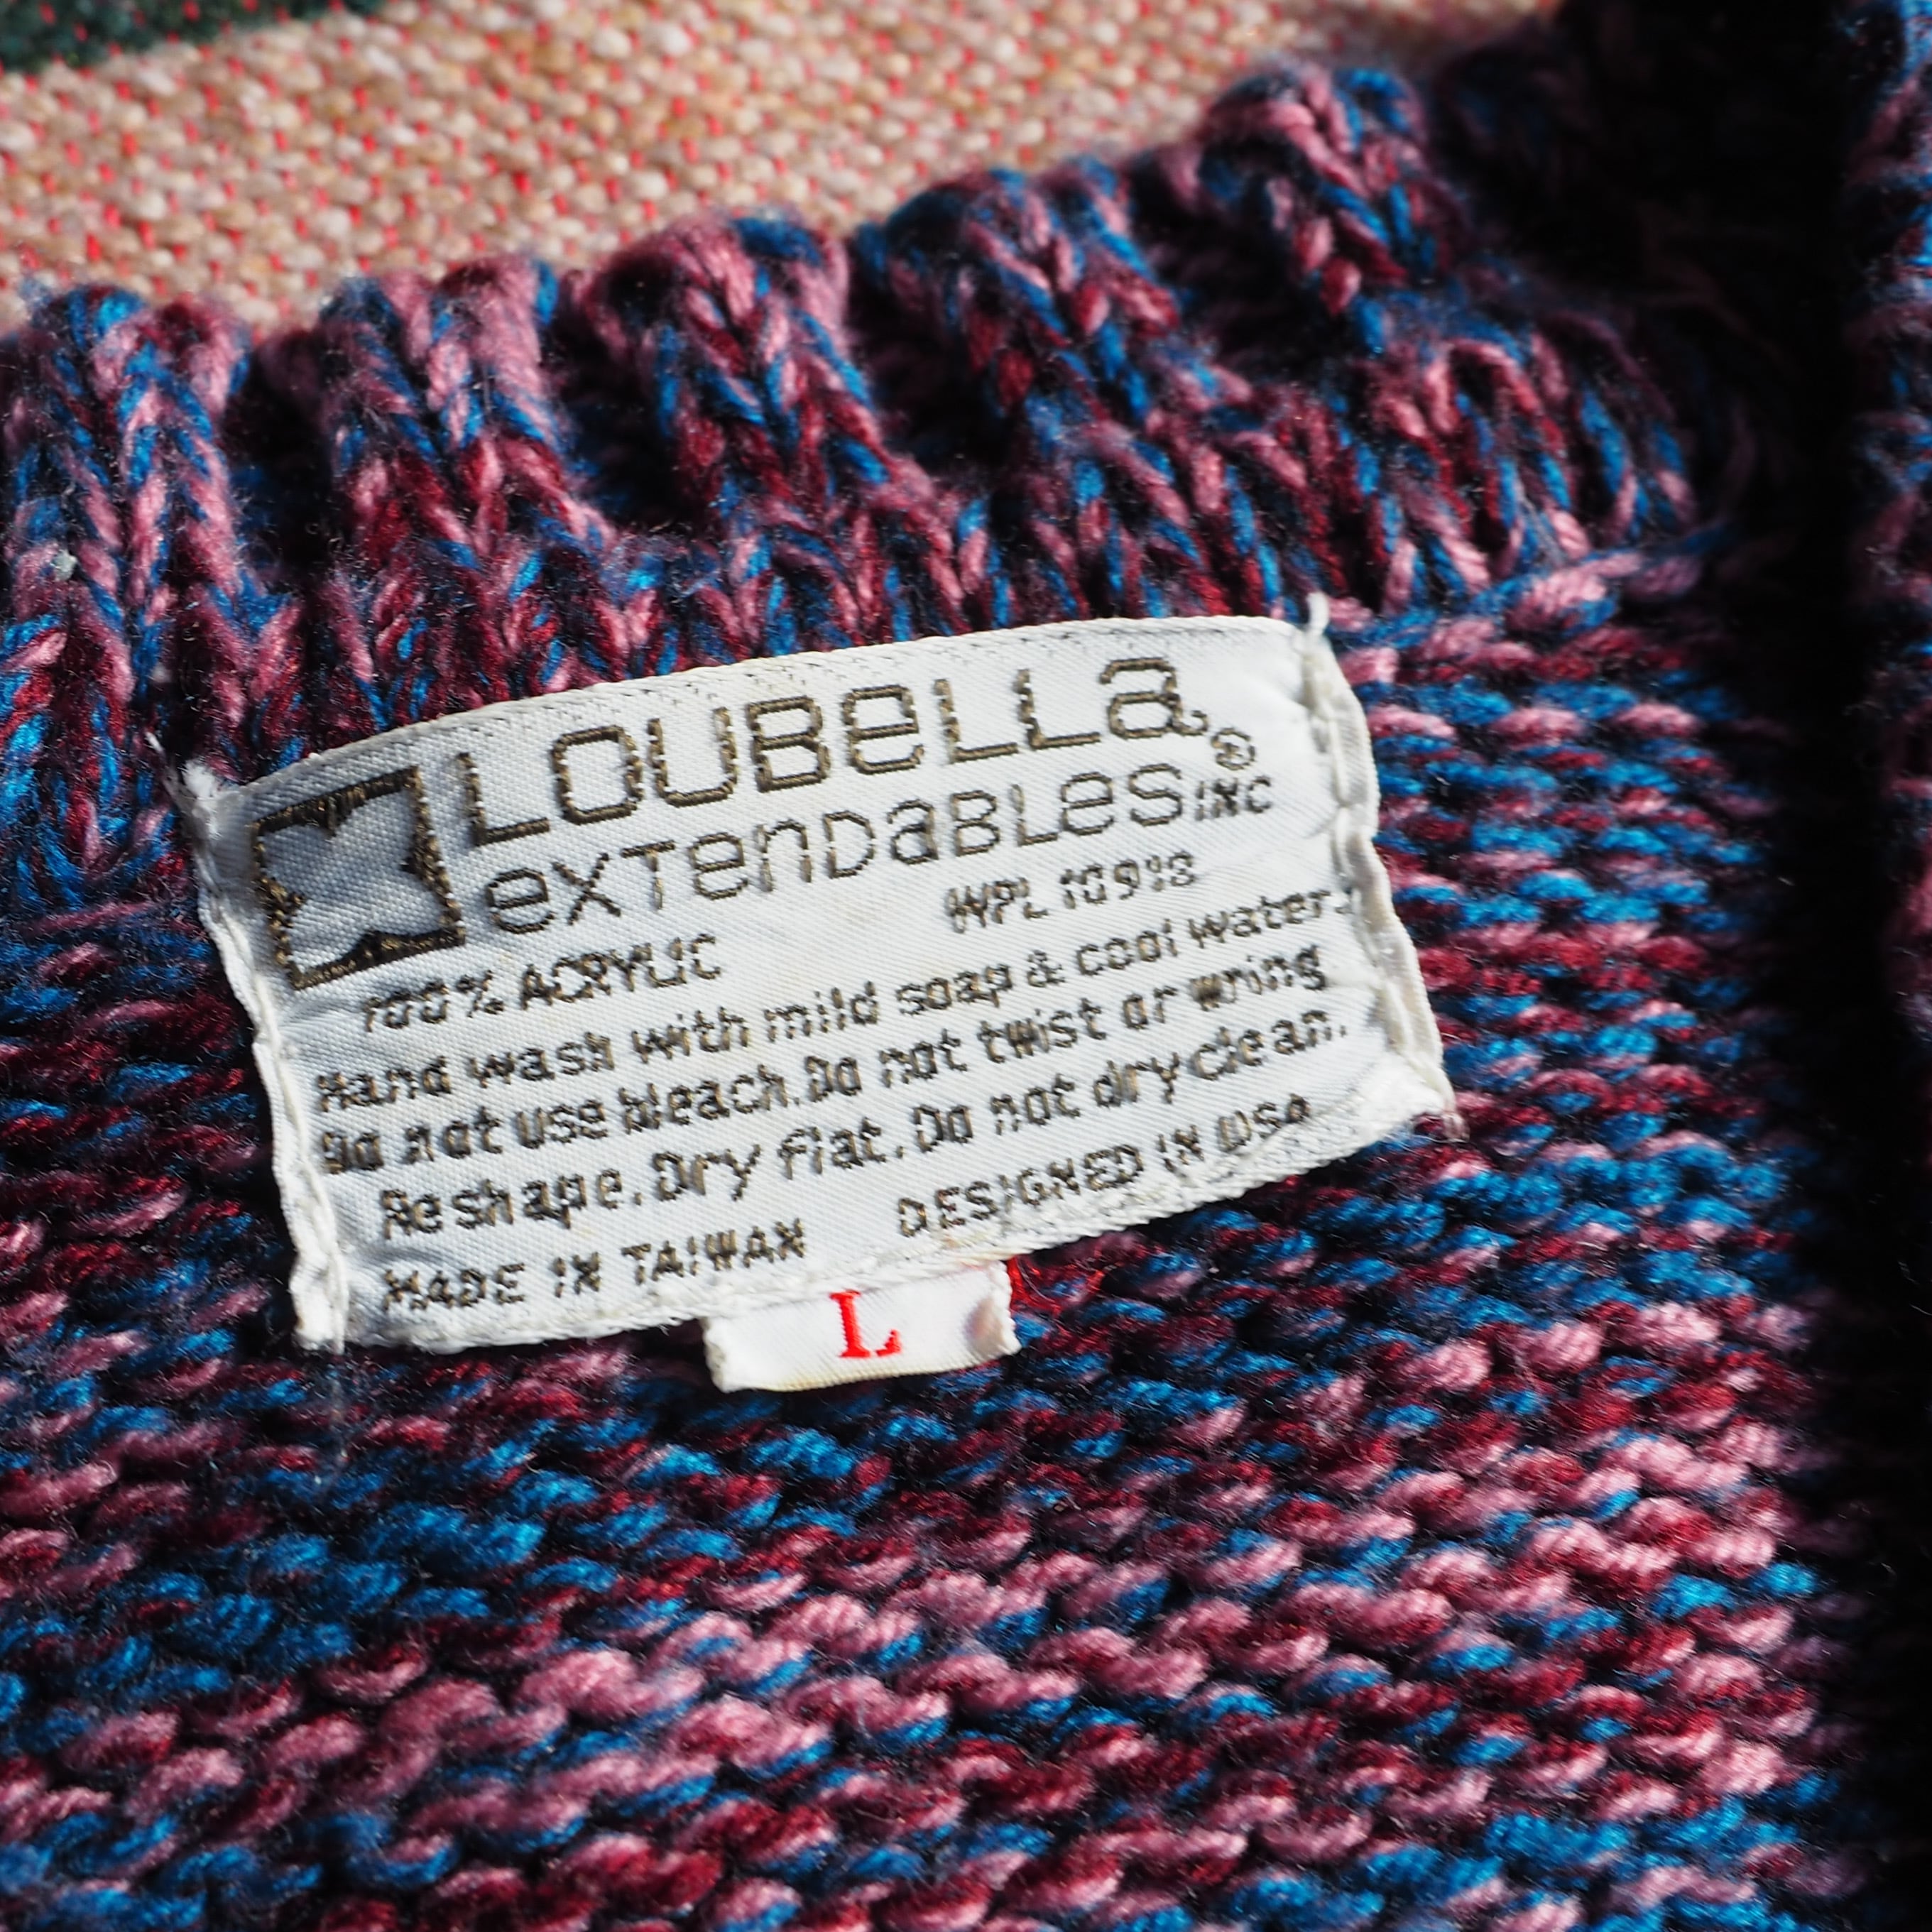 LOUBELLA®
EXTENDABLES INC
WPL 10918
100% ACRYLIC
Hand wash with mild soap & cool water.
Do not use bleach. Do not twist or wring
Reshape. Dry flat. Do not dry clean.
MADE IN TAIWAN DESIGNED IN USA
L